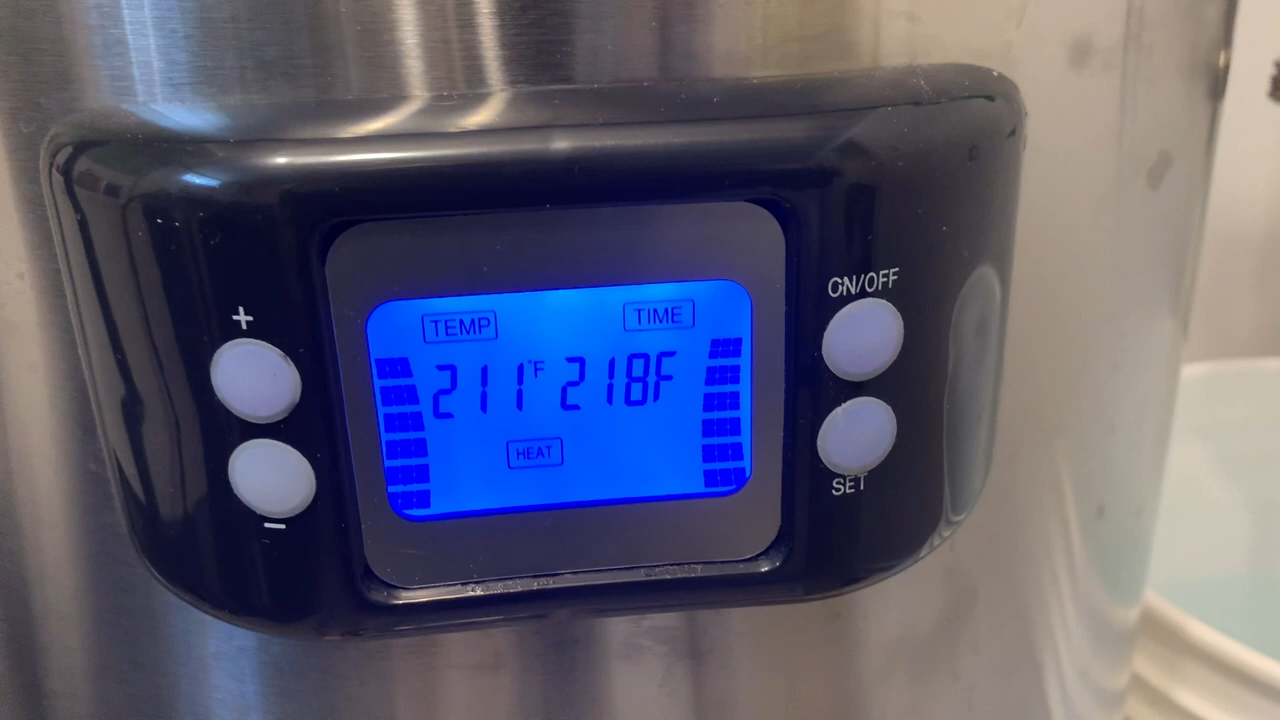 +
−
TEMP TIME
211°F 218F
HEAT
ON/OFF
SET